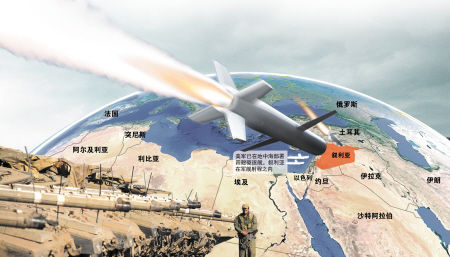 俄罗斯
法国
突尼斯
土耳其
阿尔及利亚
利比亚
叙利亚
美军已在地中海部署
四艘驱逐舰，叙利亚
在军舰射程之内
埃及
以色列
约旦
伊拉克
伊朗
沙特阿拉伯